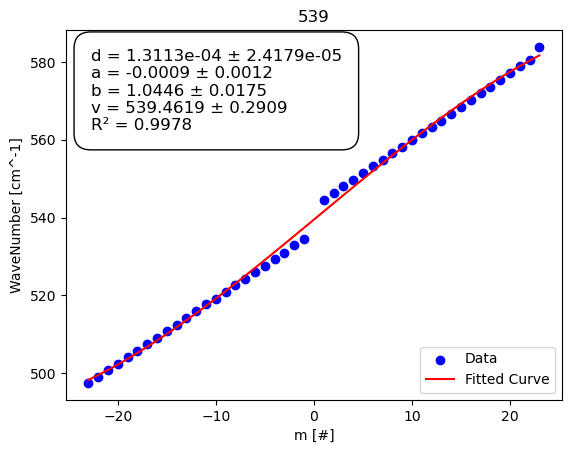 539
d = 1.3113e-04 ± 2.4179e-05
a = -0.0009 ± 0.0012
b = 1.0446 ± 0.0175
v = 539.4619 ± 0.2909
R² = 0.9978
WaveNumber [cm^-1]
580
560
540
520
500
Data
Fitted Curve
−20
−10
0
10
20
m [#]